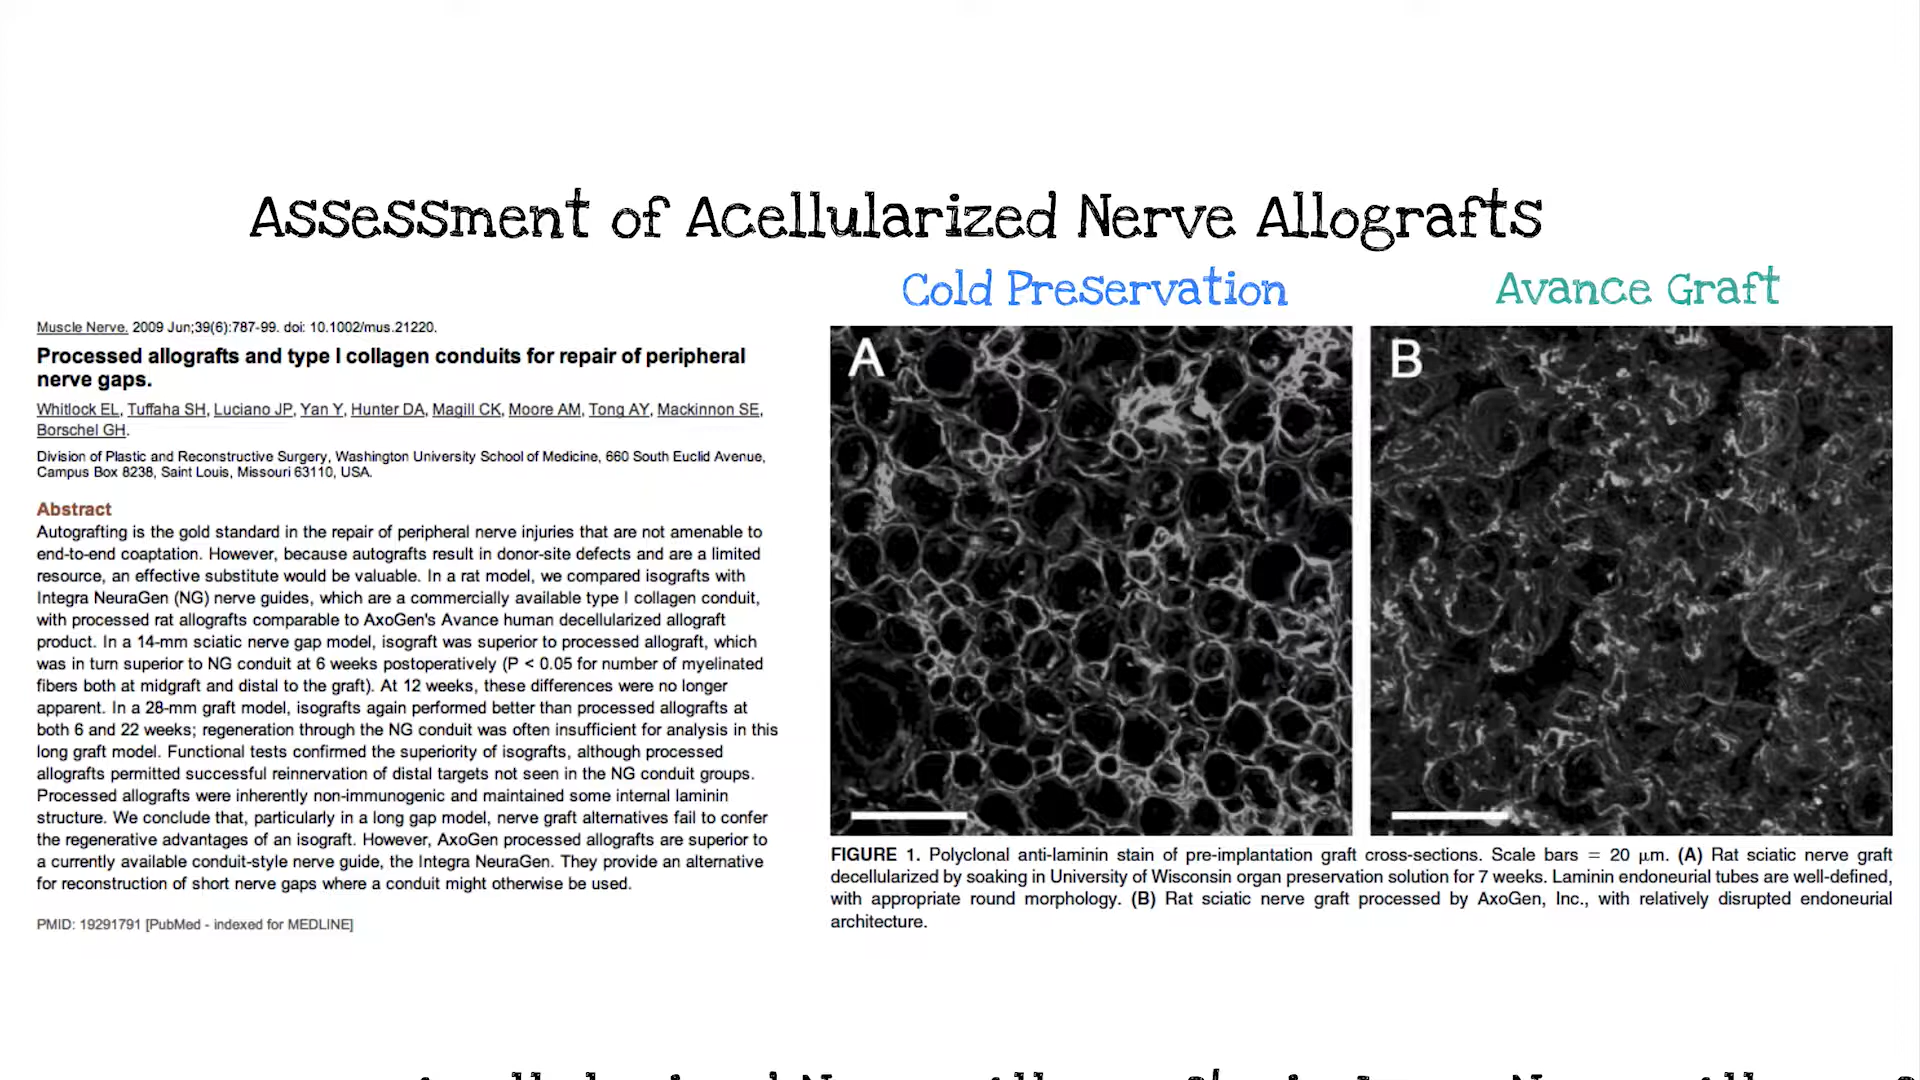 Assessment of Acellularized Nerve Allografts
Cold Preservation
Avance Graft
Muscle Nerve. 2009 Jun;39(6):787-99. doi: 10.1002/mus.21220.
Processed allografts and type I collagen conduits for repair of peripheral
nerve gaps.
Whitlock EL, Tuffaha SH, Luciano JP, Yan Y, Hunter DA, Magill CK, Moore AM, Tong AY, Mackinnon SE,
Borschel GH.
Division of Plastic and Reconstructive Surgery, Washington University School of Medicine, 660 South Euclid Avenue,
Campus Box 8238, Saint Louis, Missouri 63110, USA.
Abstract
Autografting is the gold standard in the repair of peripheral nerve injuries that are not amenable to
end-to-end coaptation. However, because autografts result in donor-site defects and are a limited
resource, an effective substitute would be valuable. In a rat model, we compared isografts with
Integra NeuraGen (NG) nerve guides, which are a commercially available type I collagen conduit,
with processed rat allografts comparable to AxoGen's Avance human decellularized allograft
product. In a 14-mm sciatic nerve gap model, isograft was superior to processed allograft, which
was in turn superior to NG conduit at 6 weeks postoperatively (P < 0.05 for number of myelinated
fibers both at midgraft and distal to the graft). At 12 weeks, these differences were no longer
apparent. In a 28-mm graft model, isografts again performed better than processed allografts at
both 6 and 22 weeks; regeneration through the NG conduit was often insufficient for analysis in this
long graft model. Functional tests confirmed the superiority of isografts, although processed
allografts permitted successful reinnervation of distal targets not seen in the NG conduit groups.
Processed allografts were inherently non-immunogenic and maintained some internal laminin
structure. We conclude that, particularly in a long gap model, nerve graft alternatives fail to confer
the regenerative advantages of an isograft. However, AxoGen processed allografts are superior to
a currently available conduit-style nerve guide, the Integra NeuraGen. They provide an alternative
for reconstruction of short nerve gaps where a conduit might otherwise be used.
PMID: 19291791 [PubMed - indexed for MEDLINE]
A
B
FIGURE 1. Polyclonal anti-laminin stain of pre-implantation graft cross-sections. Scale bars = 20 μm. (A) Rat sciatic nerve graft
decellularized by soaking in University of Wisconsin organ preservation solution for 7 weeks. Laminin endoneurial tubes are well-defined,
with appropriate round morphology. (B) Rat sciatic nerve graft processed by AxoGen, Inc., with relatively disrupted endoneurial
architecture.